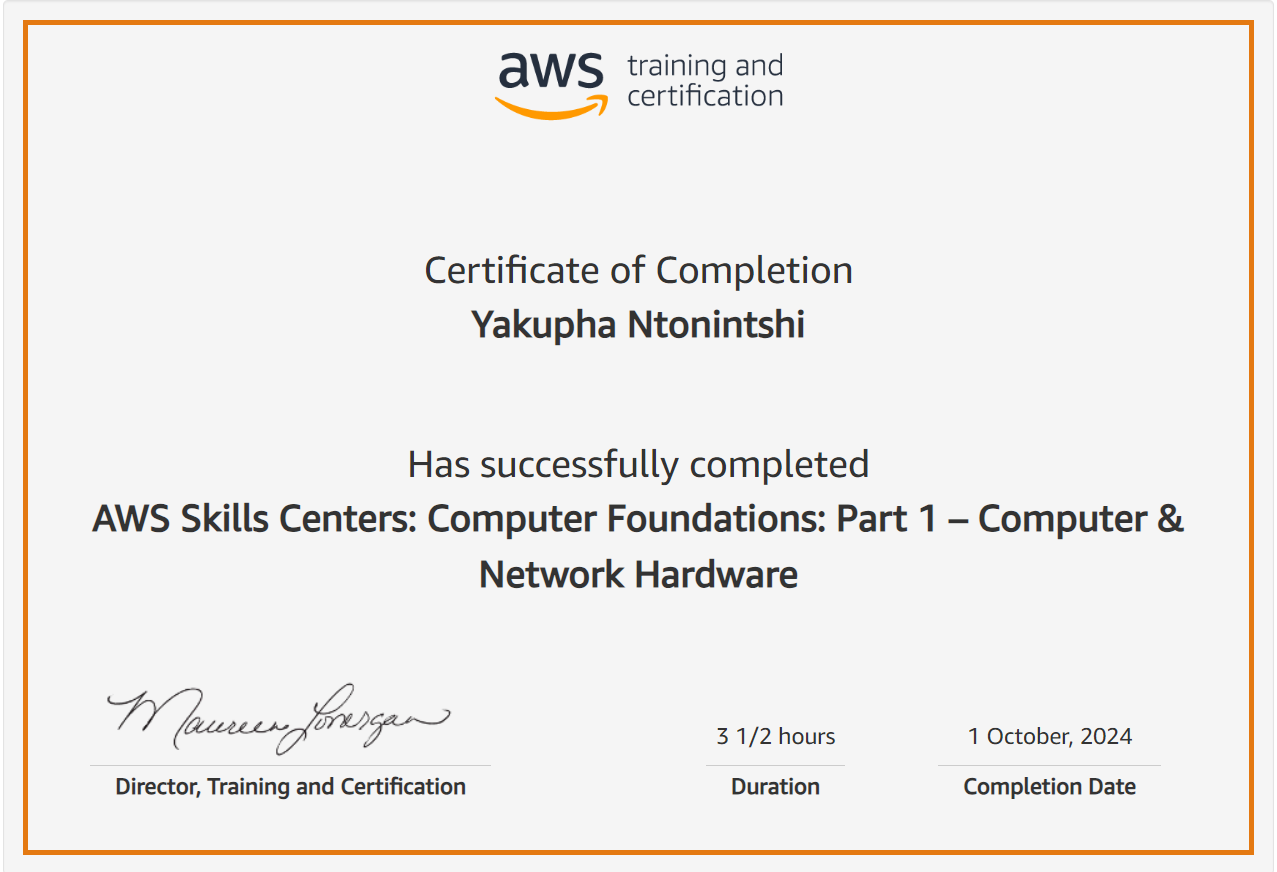 aws training and
certification
Certificate of Completion
Yakupha Ntonintshi
Has successfully completed
AWS Skills Centers: Computer Foundations: Part 1 – Computer &
Network Hardware
Maureen Lonergan
3 1/2 hours
1 October, 2024
Director, Training and Certification
Duration
Completion Date